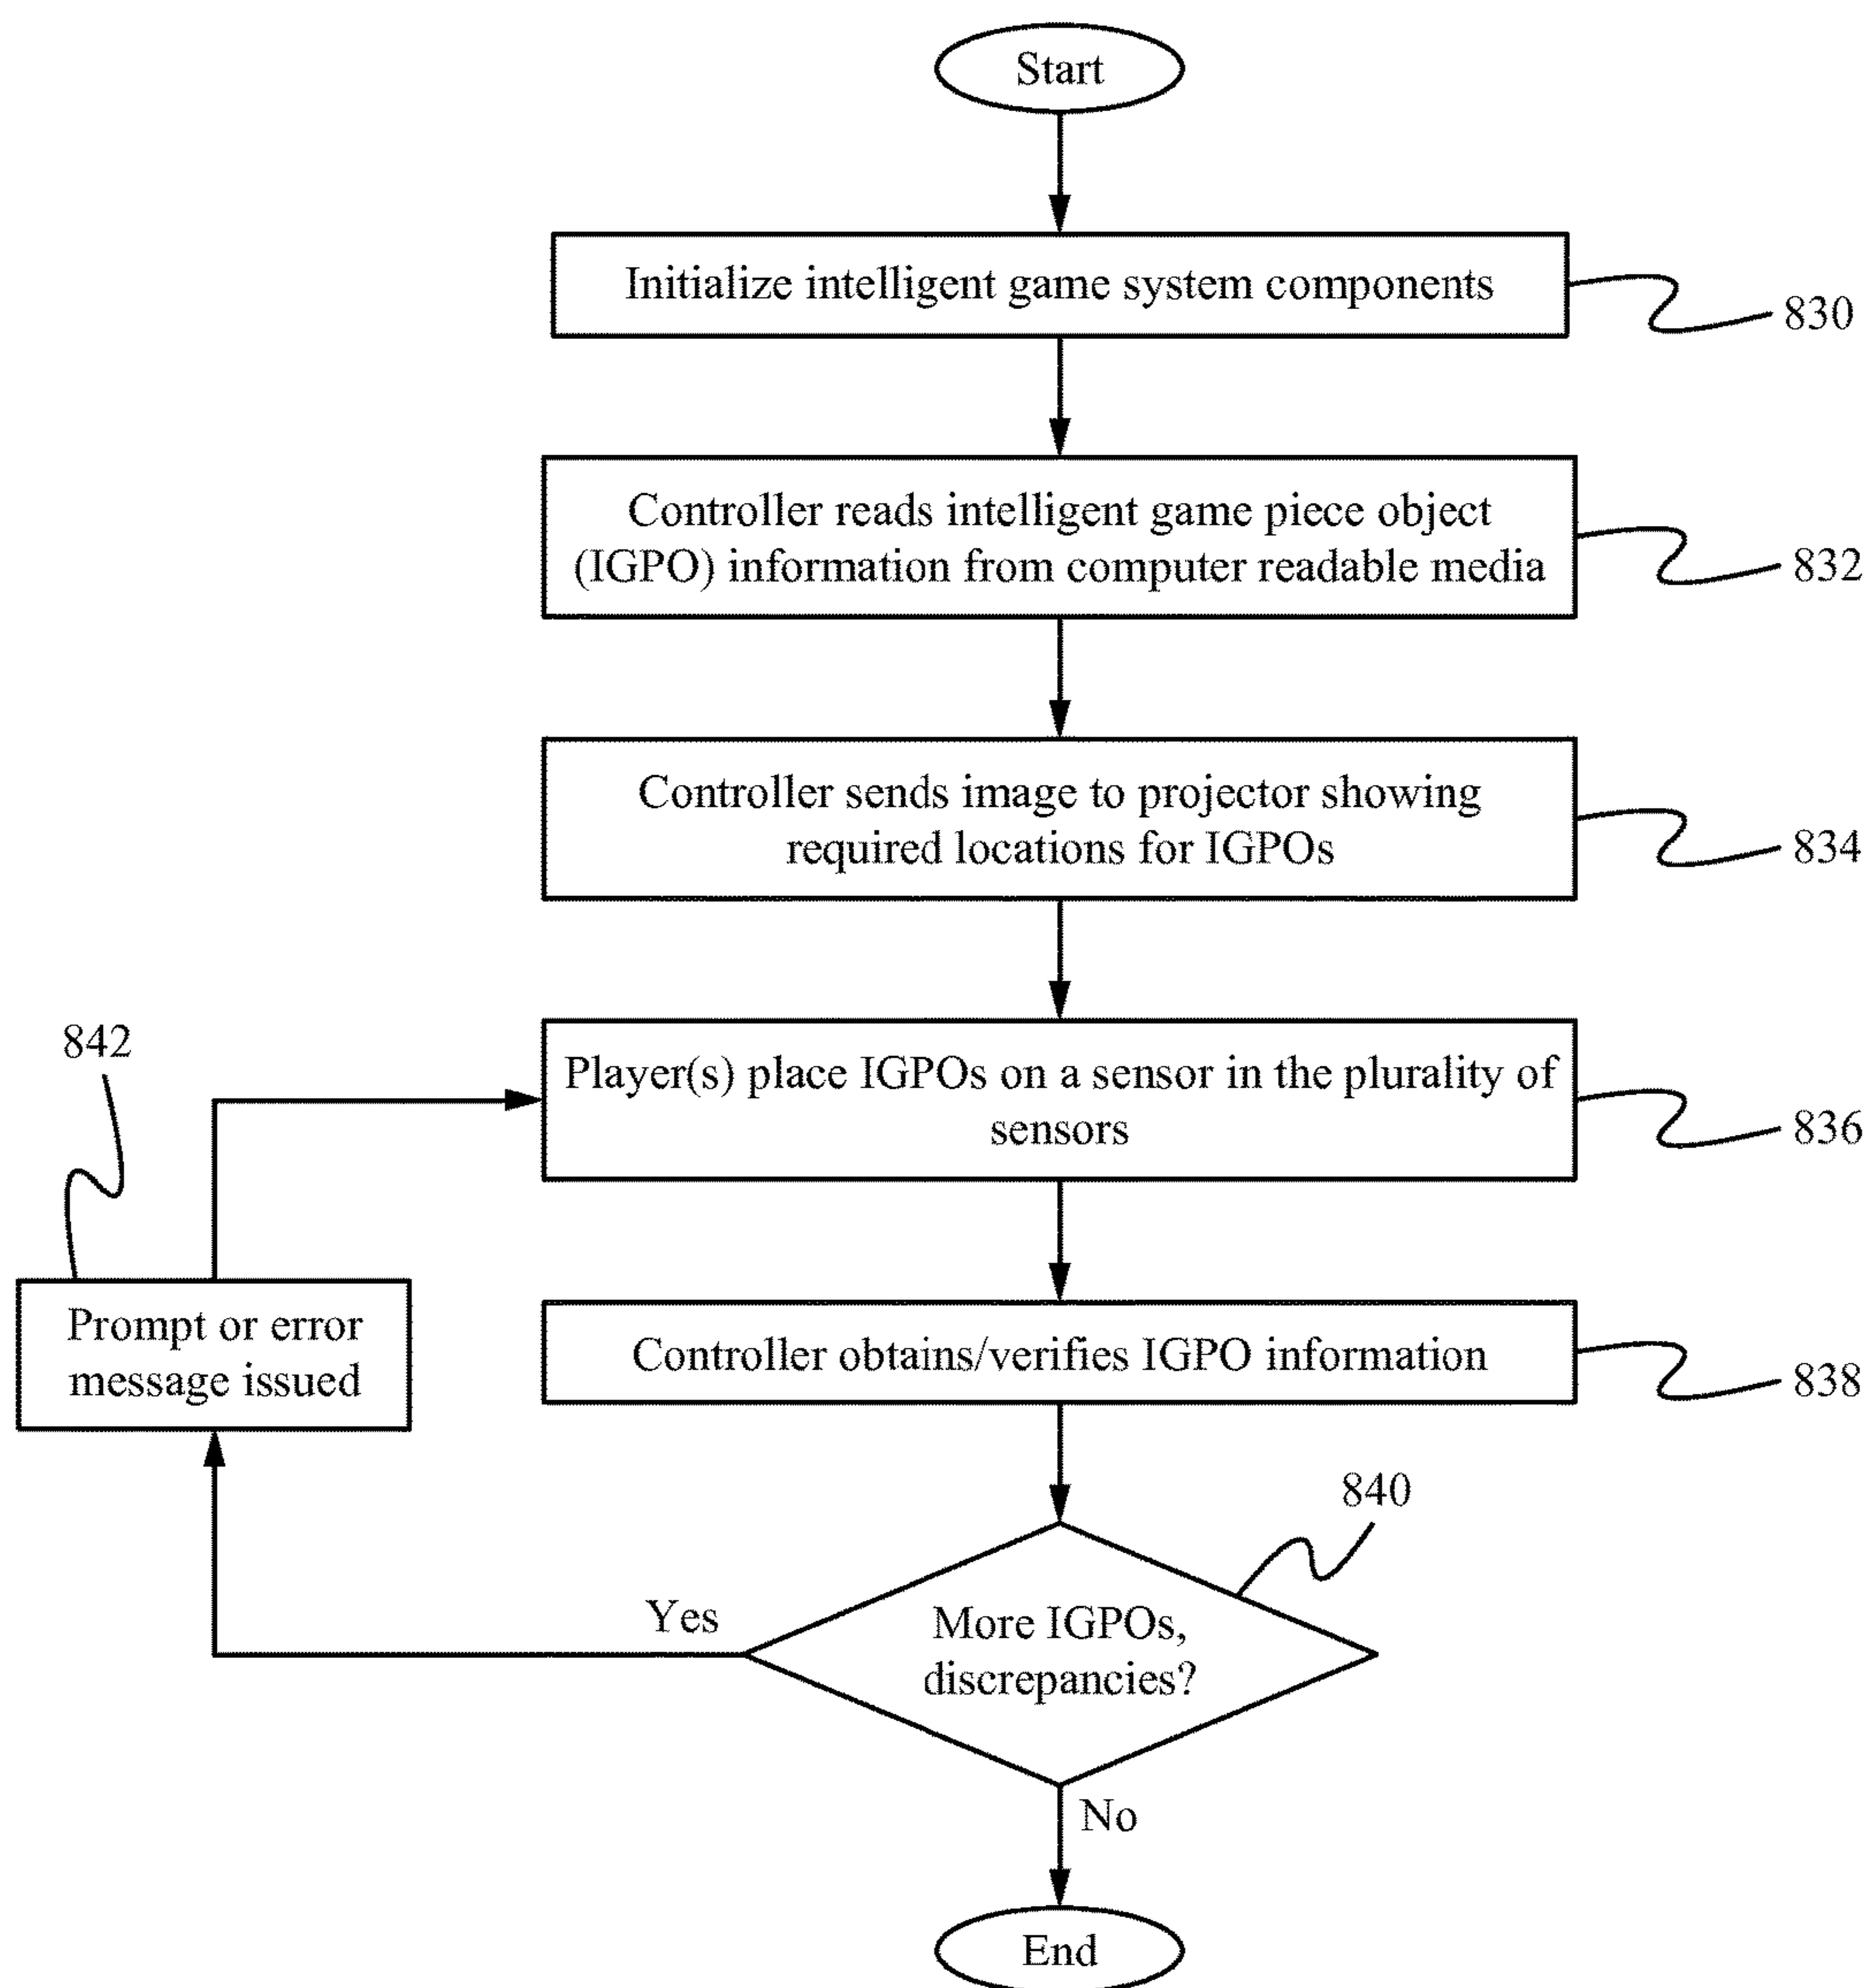 Start
Initialize intelligent game system components
830
Controller reads intelligent game piece object
(IGPO) information from computer readable media
832
Controller sends image to projector showing
required locations for IGPOs
834
842
Player(s) place IGPOs on a sensor in the plurality of
sensors
836
Prompt or error
message issued
Controller obtains/verifies IGPO information
838
840
Yes
More IGPOs,
discrepancies?
No
End